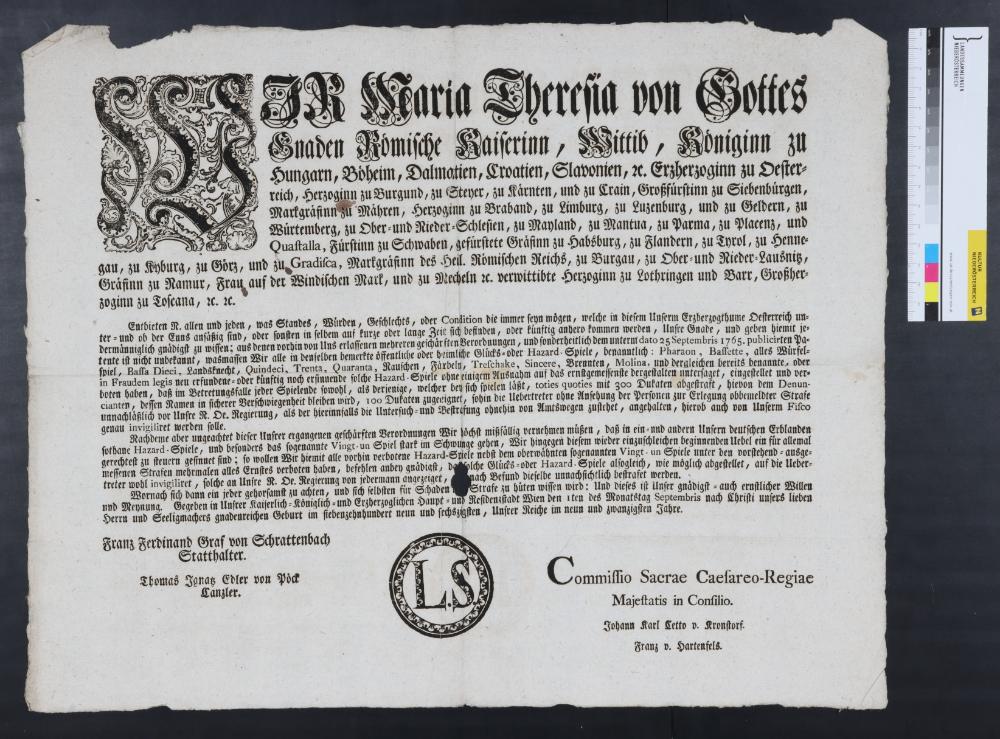 WIR Maria Theresia von Gottes
Gnaden Römische Kaiserinn, Wittib, Königinn zu
Hungarn, Böheim, Dalmatien, Croatien, Slavonien, ꝛc. Erzherzoginn zu Oester-
reich, Herzoginn zu Burgund, zu Steyer, zu Kärnten, und zu Crain, Großfürstinn zu Siebenbürgen,
Markgräfinn zu Mähren, Herzoginn zu Braband, zu Limburg, zu Luzenburg, und zu Geldern, zu
Würtemberg, zu Ober- und Nieder-Schlesien, zu Mayland, zu Mantua, zu Parma, zu Placenz, und
Quastalla, Fürstinn zu Schwaben, gefürstete Gräfinn zu Habsburg, zu Flandern, zu Tyrol, zu Henne-
gau, zu Kyburg, zu Görz, und zu Gradisca, Markgräfinn des Heil. Römischen Reichs, zu Burgau, zu Ober- und Nieder-Lausnitz,
Gräfinn zu Namur, Frau auf der Windischen Mark, und zu Mecheln ꝛc. verwittibte Herzoginn zu Lothringen und Barr, Großher-
zoginn zu Toscana, ꝛc. ꝛc.
Entbieten N. allen und jeden, was Standes, Würden, Geschlechts, oder Condition die immer seyn mögen, welche in diesem Unserm Erzherzogthume Oesterreich un-
ter- und ob der Enns ansäßig sind, oder sonsten in selbem auf kurze oder lange Zeit sich befinden, oder künftig anhero kommen werden, Unsre Gnade, und geben hiemit je-
dermänniglich gnädigst zu wissen; aus denen vorhin von Uns erlassenen mehreren geschärften Verordnungen, und sonderheitlich dem unterm dato 25 Septembris 1765. publicirten Pa-
tente ist nicht unbekannt, wasmassen Wir alle in denselben bemerkte öffentliche oder heimliche Glücks- oder Hazard-Spiele, benanntlich: Pharaon, Bassette, alles Würfel-
spiel, Bassa Dieci, Landsknecht, Quindeci, Trenta, Quaranta, Rauschen, Färbeln, Treschake, Sincere, Brennten, Molina, und dergleichen bereits benannte, oder
in Fraudem legis neu erfundene- oder künftig noch ersinnende solche Hazard-Spiele ohne einigem Ausnahm auf das ernstgemessenste dergestalten untersagt, eingestellet und ver-
boten haben, daß im Betretungsfalle jeder Spielende sowohl, als derjenige, welcher bey sich spielen läßt, toties quoties mit 300 Dukaten abgestraft, hievon dem Denun-
cianten, dessen Namen in sicherer Verschwiegenheit bleiben wird, 100 Dukaten zugeeignet, sohin die Uebertreter ohne Ansehung der Personen zur Erlegung obbemeldter Strafe
unnachläßlich vor Unsre N. Oe. Regierung, als der hierinnfalls die Untersuch- und Bestrafung ohnehin von Amtswegen zustehet, angehalten, hierob auch von Unserm Fisco
genau invigiliret werden solle.
Nachdeme aber ungeachtet dieser Unsrer ergangenen geschärften Verordnungen Wir höchst mißfällig vernehmen müßen, daß in ein- und andern Unsern deutschen Erblanden
sothane Hazard-Spiele, und besonders das sogenannte Vingt-un Spiel stark im Schwunge gehen, Wir hingegen diesem wieder einzuschleichen beginnenden Uebel ein für allemal
gerechtest zu steuern gesinnet sind; so wollen Wir hiemit alle vorhin verbotene Hazard-Spiele nebst dem oberwähnten sogenannten Vingt-un Spiele unter den vorstehend-ausge-
messenen Strafen mehrmalen alles Ernstes verboten haben, befehlen anbey gnädigst, solche Glücks- oder Hazard-Spiele alsogleich, wie möglich abgestellet, auf die Ueber-
treter wohl invigiliret, solche an Unsre N. Oe. Regierung von jedermann angezeiget, nach Befund dieselbe unnachsichtlich bestrafet werden.
Wornach sich dann ein jeder gehorsamst zu achten, und sich selbsten für Schaden Strafe zu hüten wissen wird: Und dieses ist Unser gnädigst- auch ernstlicher Willen
und Meynung. Gegeben in Unserer Kaiserlich-Königlich- und Erzherzoglichen Haupt- und Residenzstadt Wien den 1ten des Monatstag Septembris nach Christi unsers lieben
Herrn und Seeligmachers gnadenreichen Geburt im siebenzehnhundert neun und sechszigsten, Unserer Reiche im neun und zwanzigsten Jahre.
Franz Ferdinand Graf von Schrattenbach
Statthalter.
Thomas Ignatz Edler von Pöck
Canzler.
L.S
Commissio Sacrae Caesareo-Regiae
Majestatis in Consilio.
Johann Karl Cetto v. Kronstorf.
Franz v. Hartenfels.
LANDESSAMMLUNGEN
NIEDERÖSTERREICH
KULTUR
NIEDERÖSTERREICH